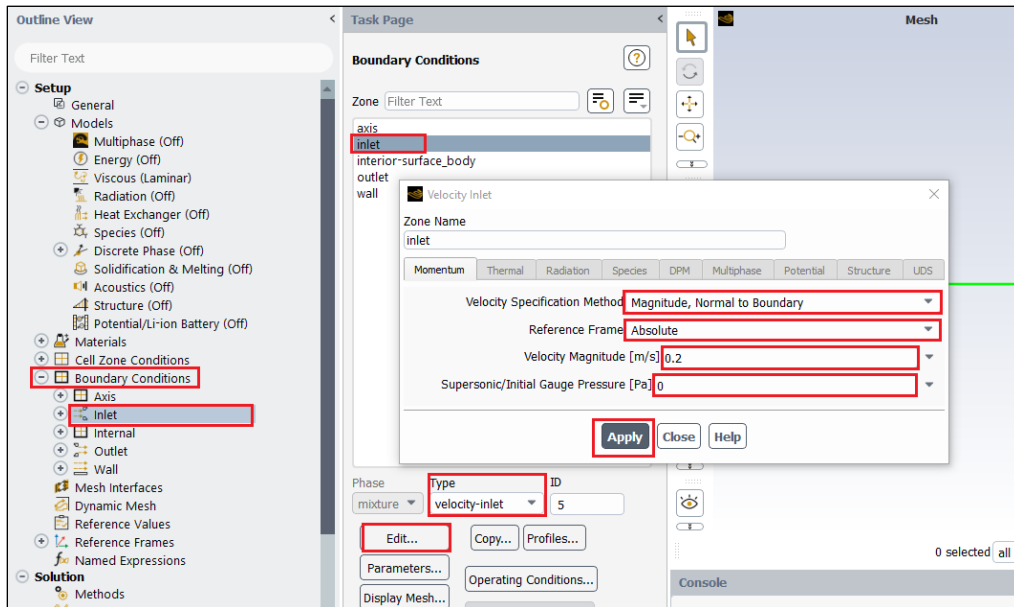 Outline View
Filter Text
Setup
General
Models
Multiphase (Off)
Energy (Off)
Viscous (Laminar)
Radiation (Off)
Heat Exchanger (Off)
Species (Off)
Discrete Phase (Off)
Solidification & Melting (Off)
Acoustics (Off)
Structure (Off)
Potential/Li-ion Battery (Off)
Materials
Cell Zone Conditions
Boundary Conditions
Axis
Inlet
Internal
Outlet
Wall
Mesh Interfaces
Dynamic Mesh
Reference Values
Reference Frames
fx Named Expressions
Solution
Methods
Task Page
Boundary Conditions
Zone Filter Text
axis
inlet
interior-surface_body
outlet
wall
Velocity Inlet
Zone Name
inlet
Momentum Thermal Radiation Species DPM Multiphase Potential Structure UDS
Velocity Specification Method Magnitude, Normal to Boundary
Reference Frame Absolute
Velocity Magnitude [m/s] 0.2
Supersonic/Initial Gauge Pressure [Pa] 0
Apply Close Help
Phase Type ID
mixture velocity-inlet 5
Edit... Copy... Profiles...
Parameters... Operating Conditions...
Display Mesh...
Mesh
0 selected all
Console